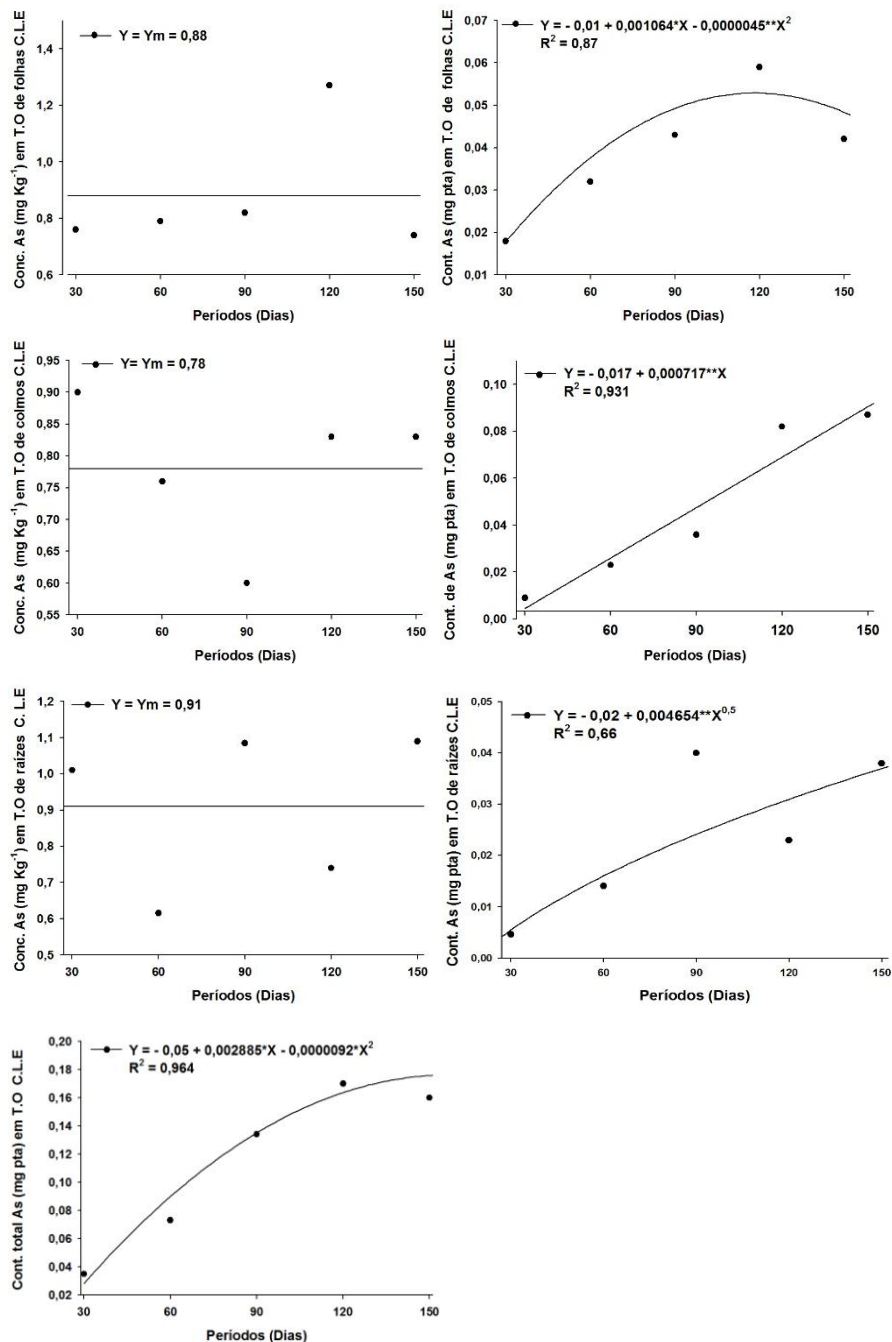 Y = Ym = 0,88
Conc. As (mg Kg⁻¹) em T.O de folhas C.L.E
1,4
1,2
1,0
0,8
0,6
30 60 90 120 150
Períodos (Dias)
Y = - 0,01 + 0,001064*X - 0,0000045**X²
R² = 0,87
Cont. As (mg pta) em T.O de folhas C.L.E
0,07
0,06
0,05
0,04
0,03
0,02
0,01
30 60 90 120 150
Períodos (Dias)
Y= Ym = 0,78
Conc. As (mg Kg⁻¹) em T.O de colmos C.L.E
0,95
0,90
0,85
0,80
0,75
0,70
0,65
0,60
0,55
30 60 90 120 150
Períodos (Dias)
Y = - 0,017 + 0,000717**X
R² = 0,931
Cont. de As (mg pta) em T.O de colmos C.L.E
0,10
0,08
0,06
0,04
0,02
0,00
30 60 90 120 150
Períodos (Dias)
Y = Ym = 0,91
Conc. As (mg Kg⁻¹) em T.O de raízes C. L.E
1,2
1,1
1,0
0,9
0,8
0,7
0,6
0,5
30 60 90 120 150
Períodos (Dias)
Y = - 0,02 + 0,004654**X⁰,⁵
R² = 0,66
Cont. As (mg pta) em T.O de raízes C.L.E
0,05
0,04
0,03
0,02
0,01
0,00
30 60 90 120 150
Períodos (Dias)
Y = - 0,05 + 0,002885*X - 0,0000092*X²
R² = 0,964
Cont. total As (mg pta) em T.O C.L.E
0,20
0,18
0,16
0,14
0,12
0,10
0,08
0,06
0,04
0,02
30 60 90 120 150
Períodos (Dias)